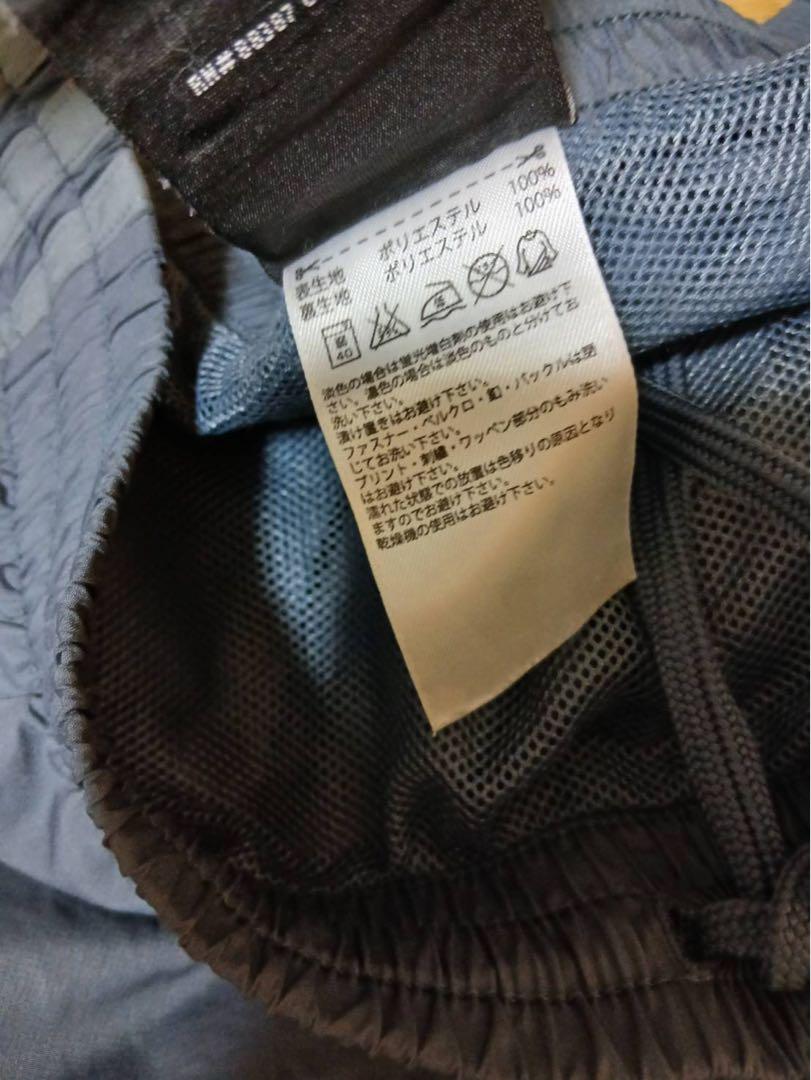 RN#88387 C
表生地 ポリエステル 100%
裏生地 ポリエステル 100%
40
淡色の場合は蛍光増白剤の使用はお避け下
さい。濃色の場合は淡色のものと分けてお
洗い下さい。
漬け置きはお避け下さい。
ファスナー・ベルクロ・釦・バックルは閉
じてお洗い下さい。
プリント・刺繍・ワッペン部分のもみ洗い
はお避け下さい。
濡れた状態での放置は色移りの原因となり
ますのでお避け下さい。
乾燥機の使用はお避け下さい。